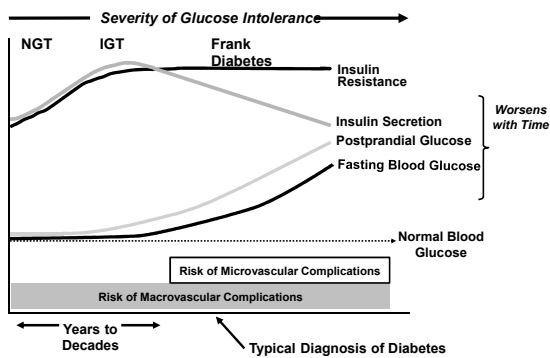 Severity of Glucose Intolerance
NGT
IGT
Frank
Diabetes
Insulin
Resistance
Insulin Secretion
Postprandial Glucose
Fasting Blood Glucose
Worsens
with Time
Normal Blood
Glucose
Risk of Microvascular Complications
Risk of Macrovascular Complications
Years to
Decades
Typical Diagnosis of Diabetes